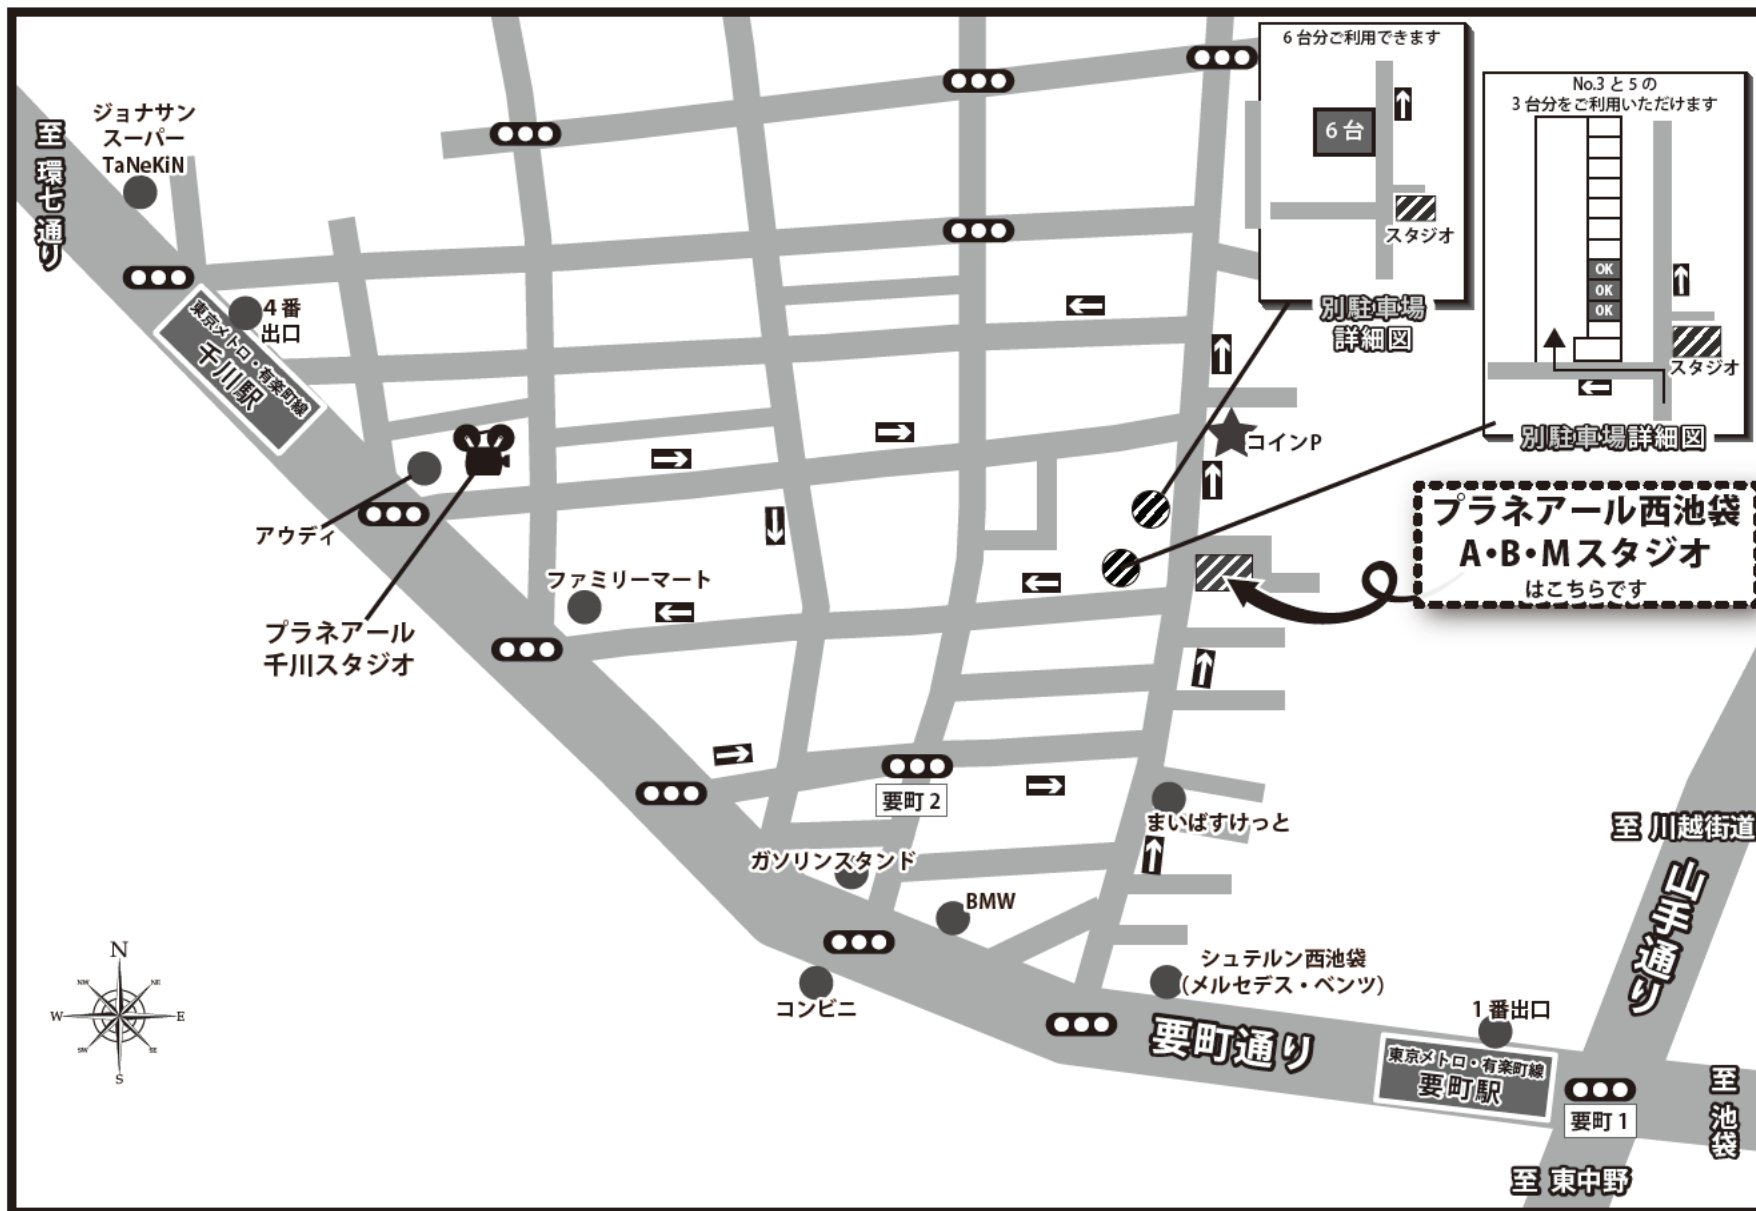 6台分ご利用できます
6台
スタジオ
別駐車場
詳細図
No.3と5の
3台分をご利用いただけます
OK
OK
OK
スタジオ
別駐車場詳細図
ジョナサン
スーパー
TaNeKiN
至 環七通り
4番
出口
東京メトロ・有楽町線
千川駅
アウディ
プラネアール
千川スタジオ
ファミリーマート
コインP
プラネアール西池袋
A・B・Mスタジオ
はこちらです
要町2
まいばすけっと
ガソリンスタンド
BMW
コンビニ
シュテルン西池袋
(メルセデス・ベンツ)
要町通り
1番出口
東京メトロ・有楽町線
要町駅
要町1
至 川越街道
山手通り
至 池袋
至 東中野
N
NW
NE
W
E
SW
SE
S